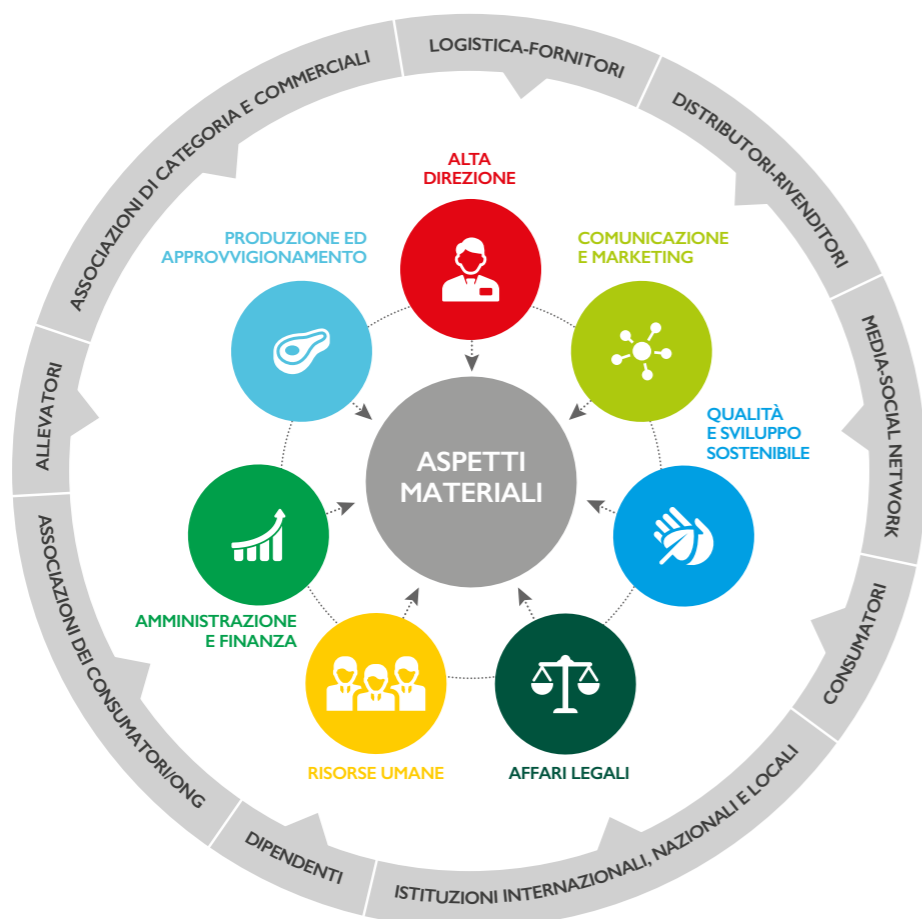 LOGISTICA-FORNITORI
DISTRIBUTORI-RIVENDITORI
MEDIA-SOCIAL NETWORK
CONSUMATORI
ISTITUZIONI INTERNAZIONALI, NAZIONALI E LOCALI
DIPENDENTI
ASSOCIAZIONI DEI CONSUMATORI/ONG
ALLEVATORI
ASSOCIAZIONI DI CATEGORIA E COMMERCIALI
ALTA
DIREZIONE
COMUNICAZIONE
E MARKETING
QUALITÀ
E SVILUPPO
SOSTENIBILE
AFFARI LEGALI
RISORSE UMANE
AMMINISTRAZIONE
E FINANZA
PRODUZIONE ED
APPROVVIGIONAMENTO
ASPETTI
MATERIALI